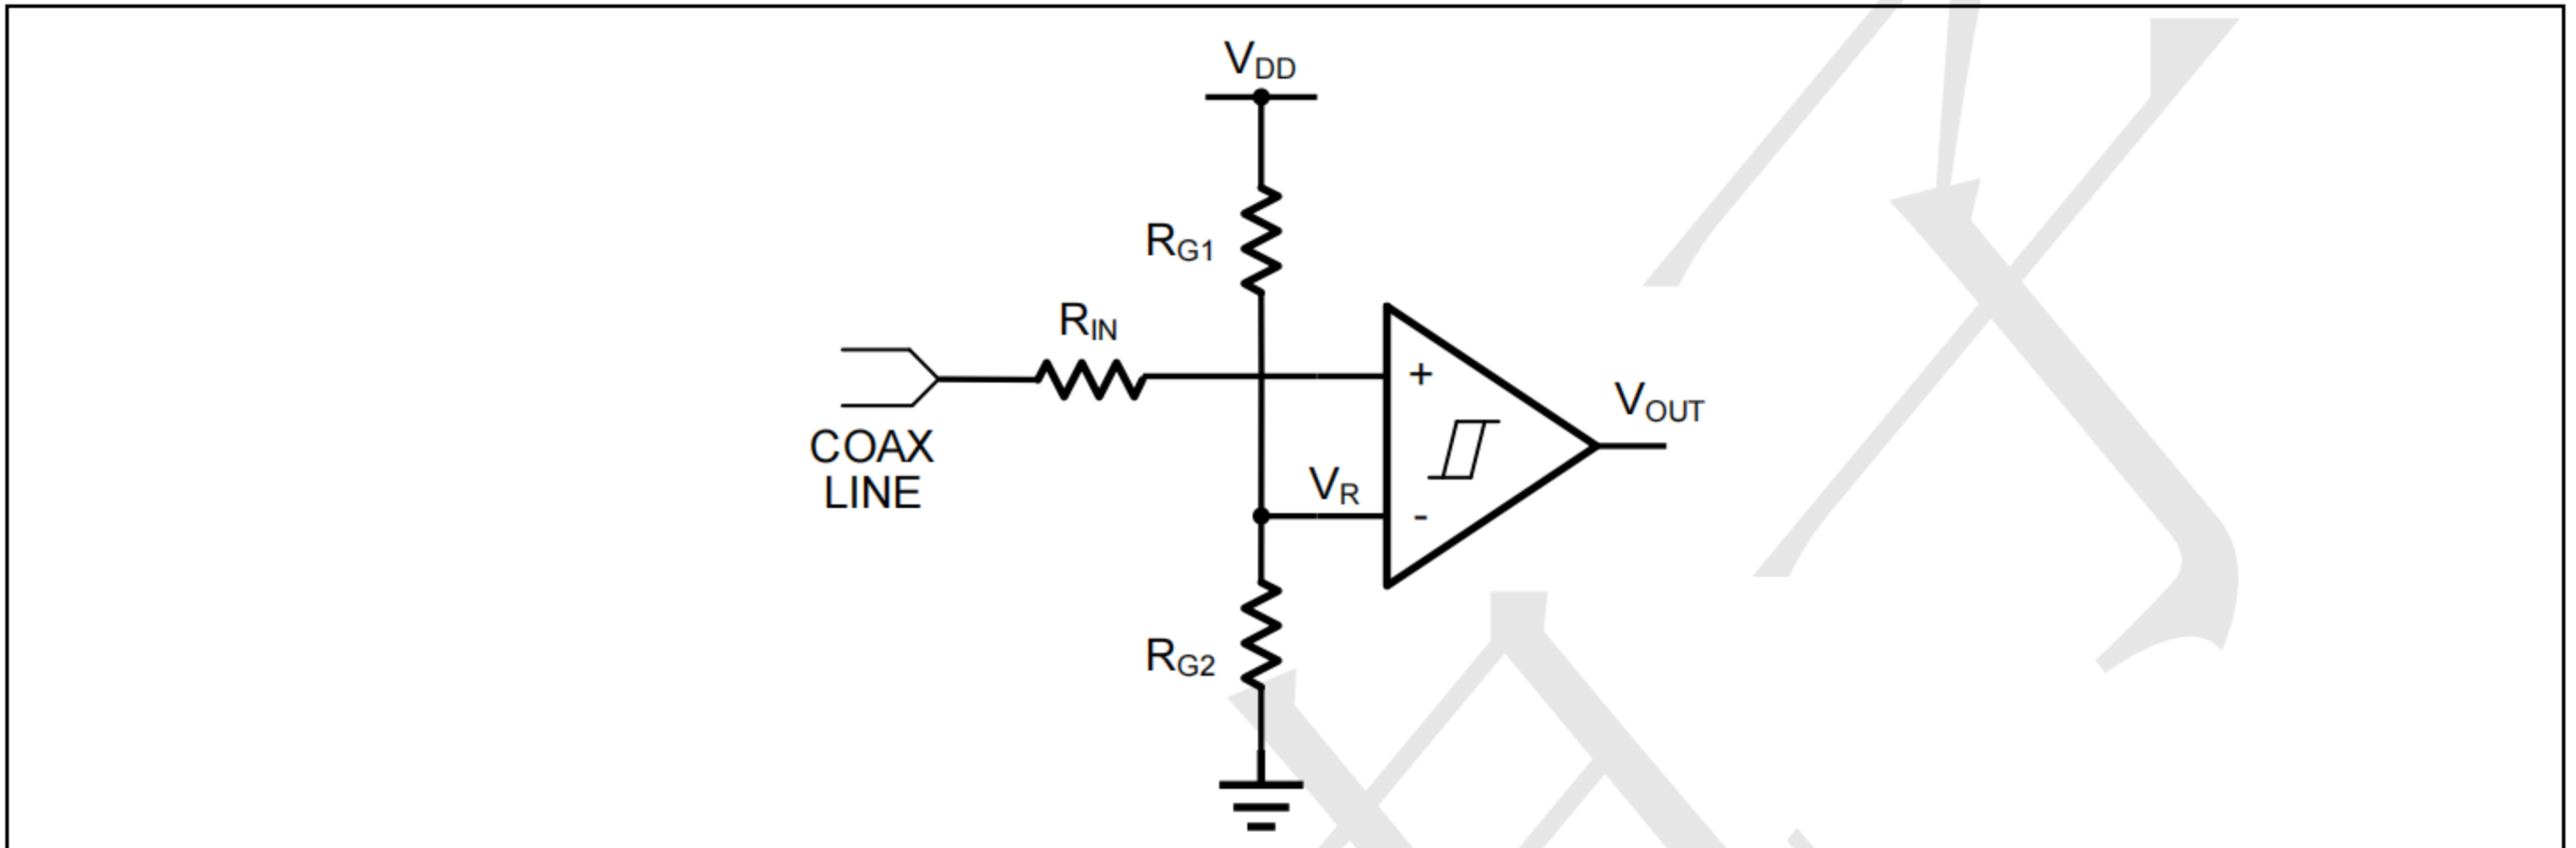 VDD
RG1
RIN
+
VOUT
COAX
LINE
VR
-
RG2